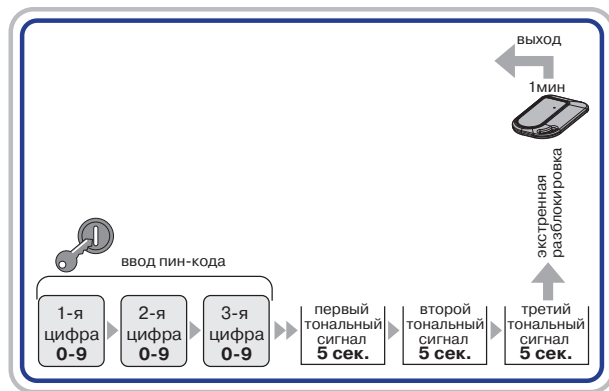 выход
1мин
экстренная
разблокировка
ввод пин-кода
1-я
цифра
0-9
2-я
цифра
0-9
3-я
цифра
0-9
первый
тональный
сигнал
5 сек.
второй
тональный
сигнал
5 сек.
третий
тональный
сигнал
5 сек.